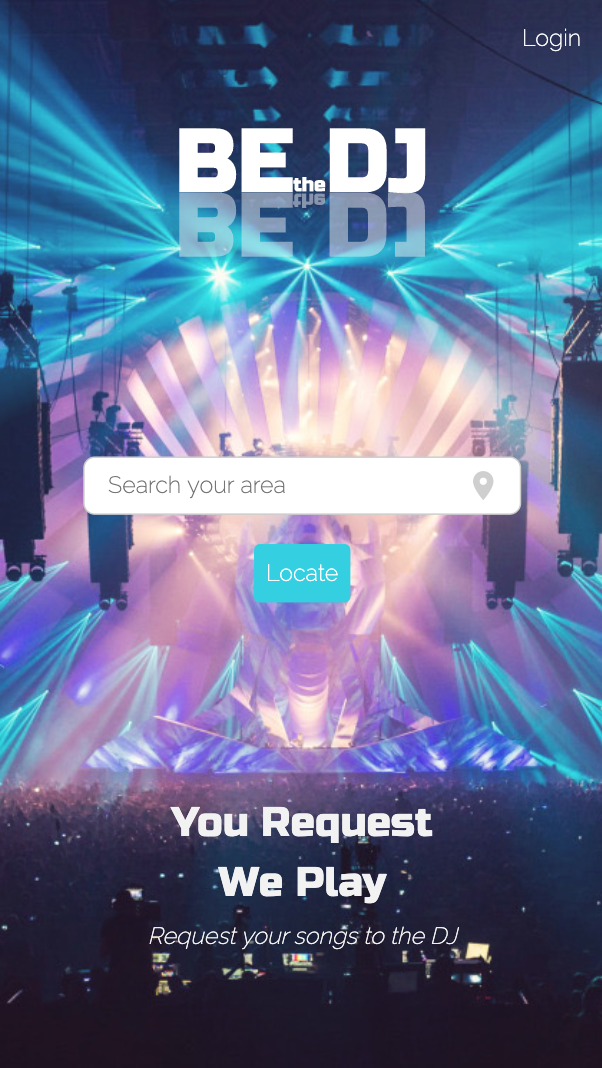 Login
BE the DJ
Search your area
Locate
You Request
We Play
Request your songs to the DJ